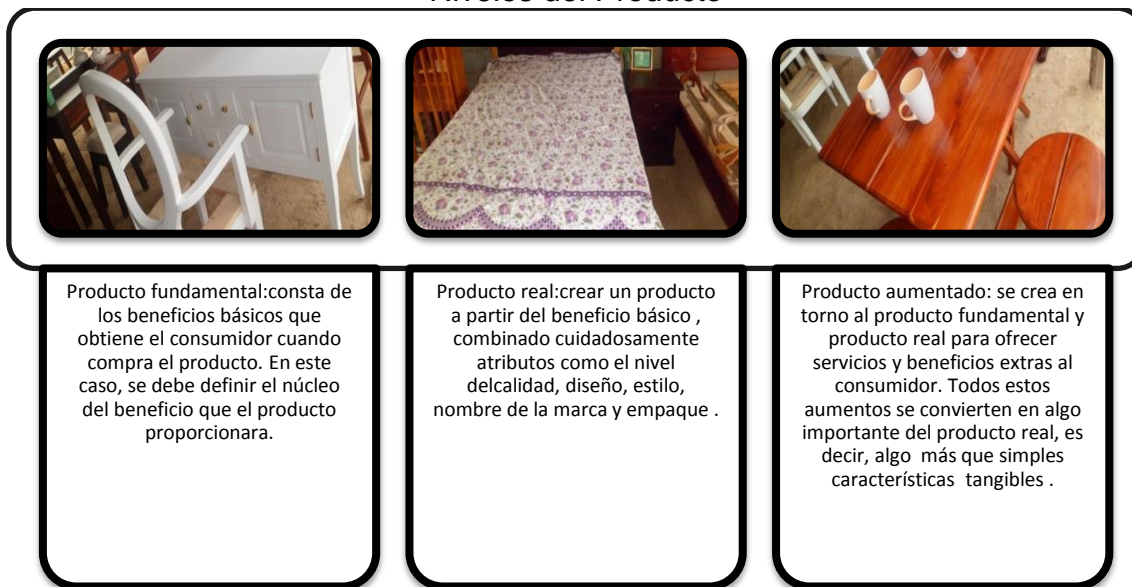 Niveles del Producto
Producto fundamental:consta de
los beneficios básicos que
obtiene el consumidor cuando
compra el producto. En este
caso, se debe definir el núcleo
del beneficio que el producto
proporcionara.
Producto real:crear un producto
a partir del beneficio básico ,
combinado cuidadosamente
atributos como el nivel
delcalidad, diseño, estilo,
nombre de la marca y empaque .
Producto aumentado: se crea en
torno al producto fundamental y
producto real para ofrecer
servicios y beneficios extras al
consumidor. Todos estos
aumentos se convierten en algo
importante del producto real, es
decir, algo  más que simples
características  tangibles .